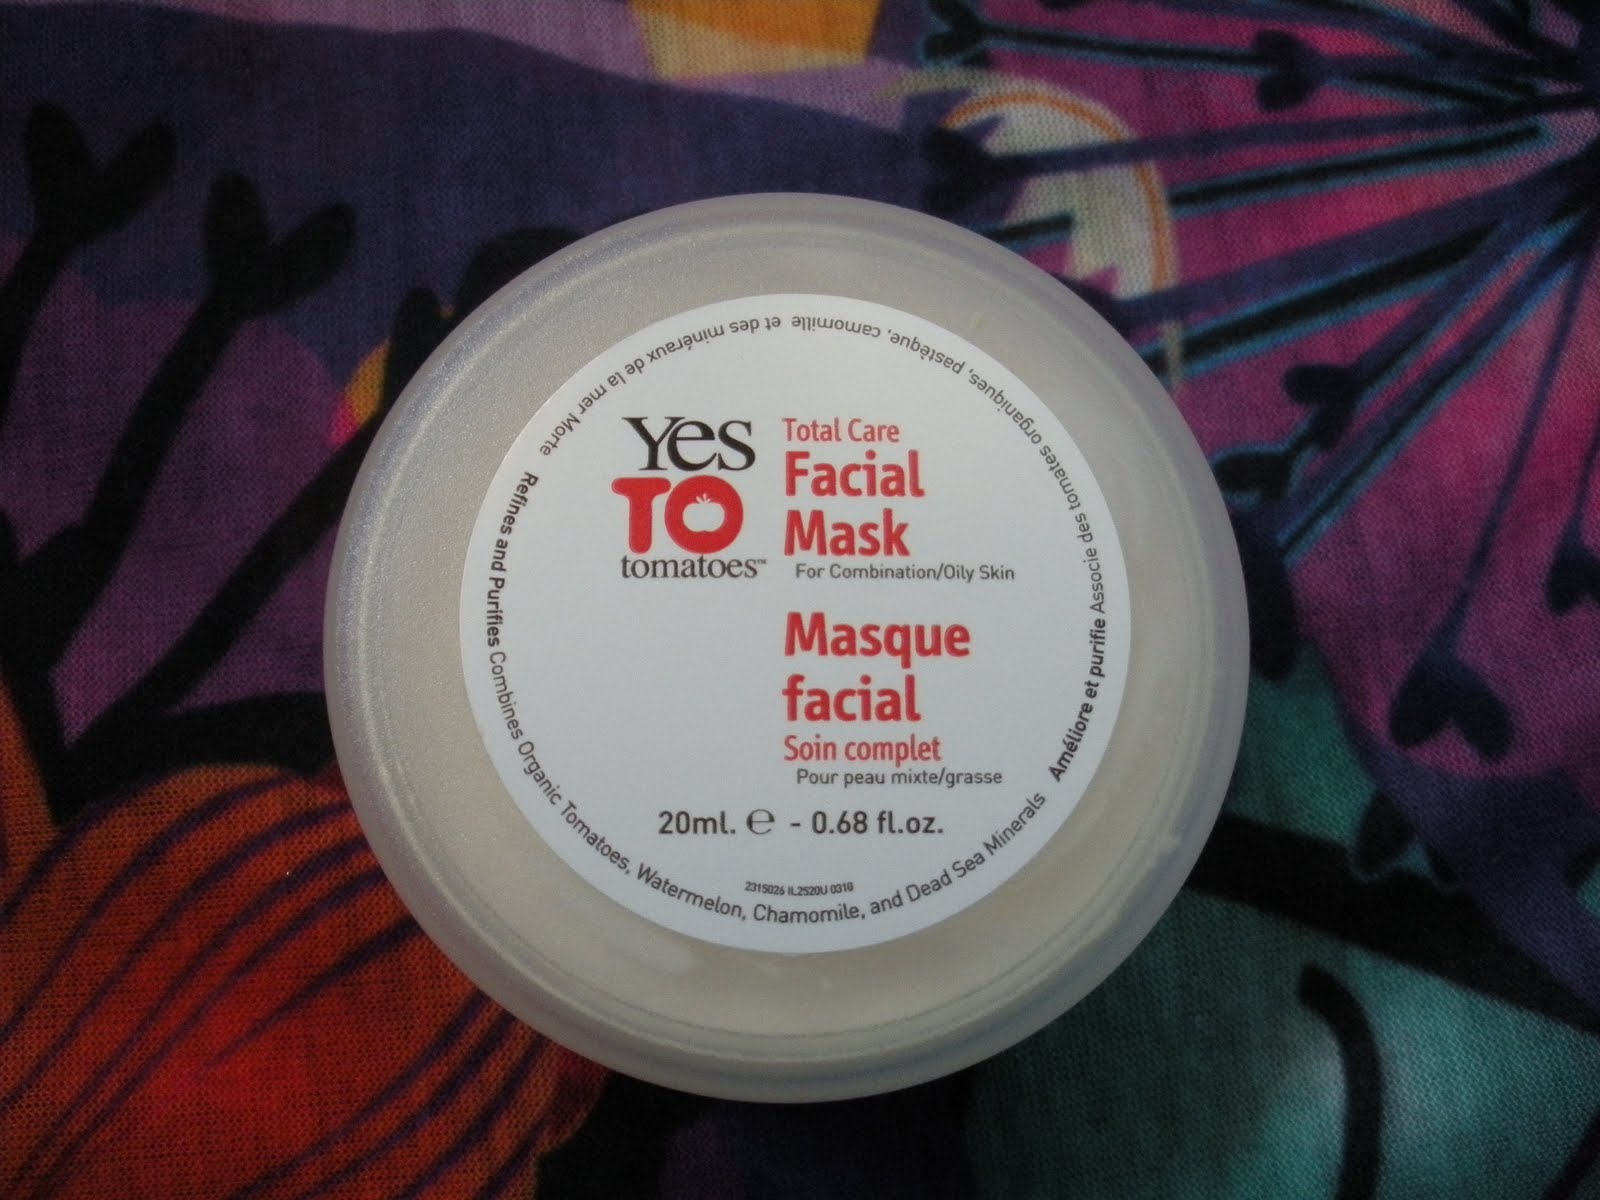 Yes
TO
tomatoes™
Total Care
Facial
Mask
For Combination/Oily Skin
Masque
facial
Soin complet
Pour peau mixte/grasse
20ml. ℮ - 0.68 fl.oz.
2315026 IL2520U 0310
Refines and Purifies Combines Organic Tomatoes, Watermelon, Chamomile, and Dead Sea Minerals
Améliore et purifie Associe des tomates organiques, pastèque, camomille et des minéraux de la mer Morte